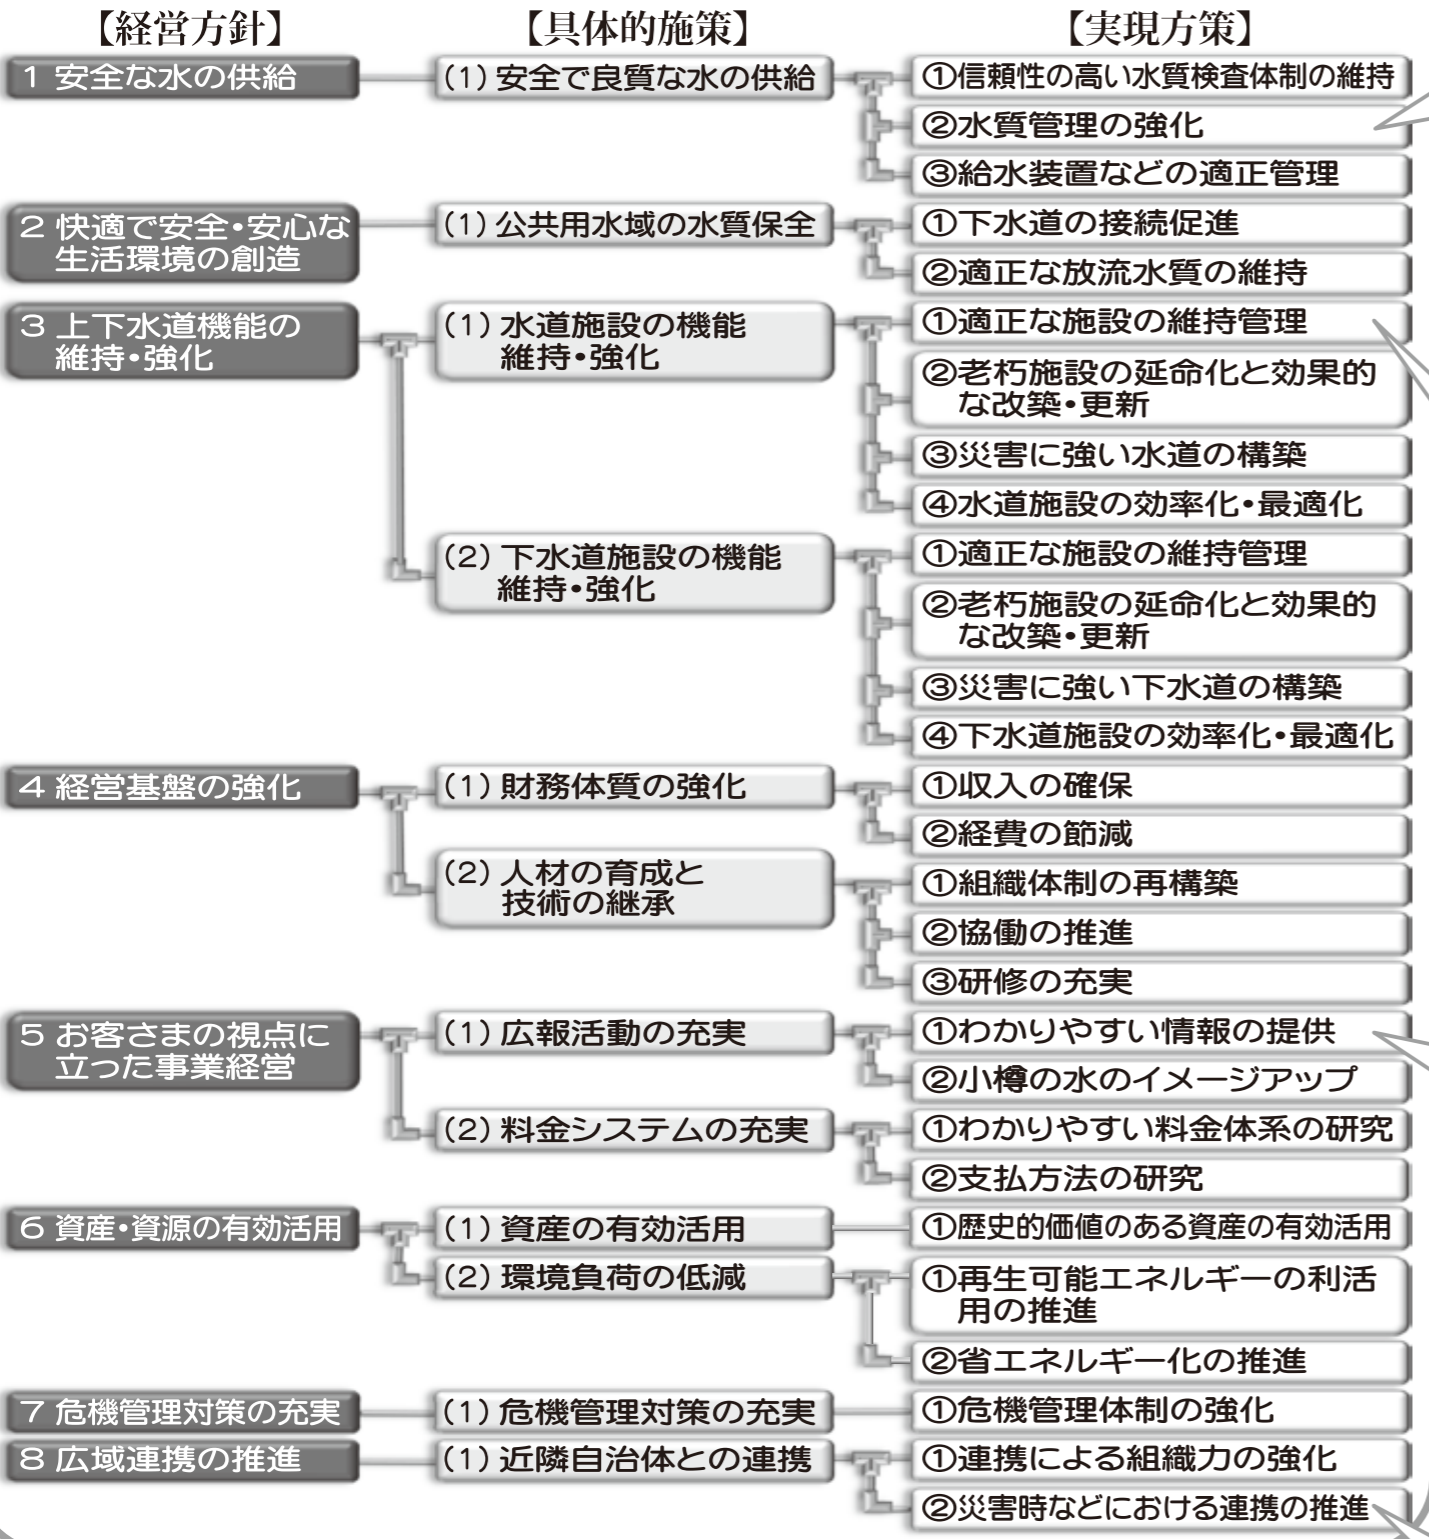 【経営方針】
【具体的施策】
【実現方策】
1 安全な水の供給
(1) 安全で良質な水の供給
①信頼性の高い水質検査体制の維持
②水質管理の強化
③給水装置などの適正管理
2 快適で安全・安心な
生活環境の創造
(1) 公共用水域の水質保全
①下水道の接続促進
②適正な放流水質の維持
3 上下水道機能の
維持・強化
(1) 水道施設の機能
維持・強化
①適正な施設の維持管理
②老朽施設の延命化と効果的
な改築・更新
③災害に強い水道の構築
④水道施設の効率化・最適化
(2) 下水道施設の機能
維持・強化
①適正な施設の維持管理
②老朽施設の延命化と効果的
な改築・更新
③災害に強い下水道の構築
④下水道施設の効率化・最適化
4 経営基盤の強化
(1) 財務体質の強化
①収入の確保
②経費の節減
(2) 人材の育成と
技術の継承
①組織体制の再構築
②協働の推進
③研修の充実
5 お客さまの視点に
立った事業経営
(1) 広報活動の充実
①わかりやすい情報の提供
②小樽の水のイメージアップ
(2) 料金システムの充実
①わかりやすい料金体系の研究
②支払方法の研究
6 資産・資源の有効活用
(1) 資産の有効活用
①歴史的価値のある資産の有効活用
(2) 環境負荷の低減
①再生可能エネルギーの利活
用の推進
②省エネルギー化の推進
7 危機管理対策の充実
(1) 危機管理対策の充実
①危機管理体制の強化
8 広域連携の推進
(1) 近隣自治体との連携
①連携による組織力の強化
②災害時などにおける連携の推進